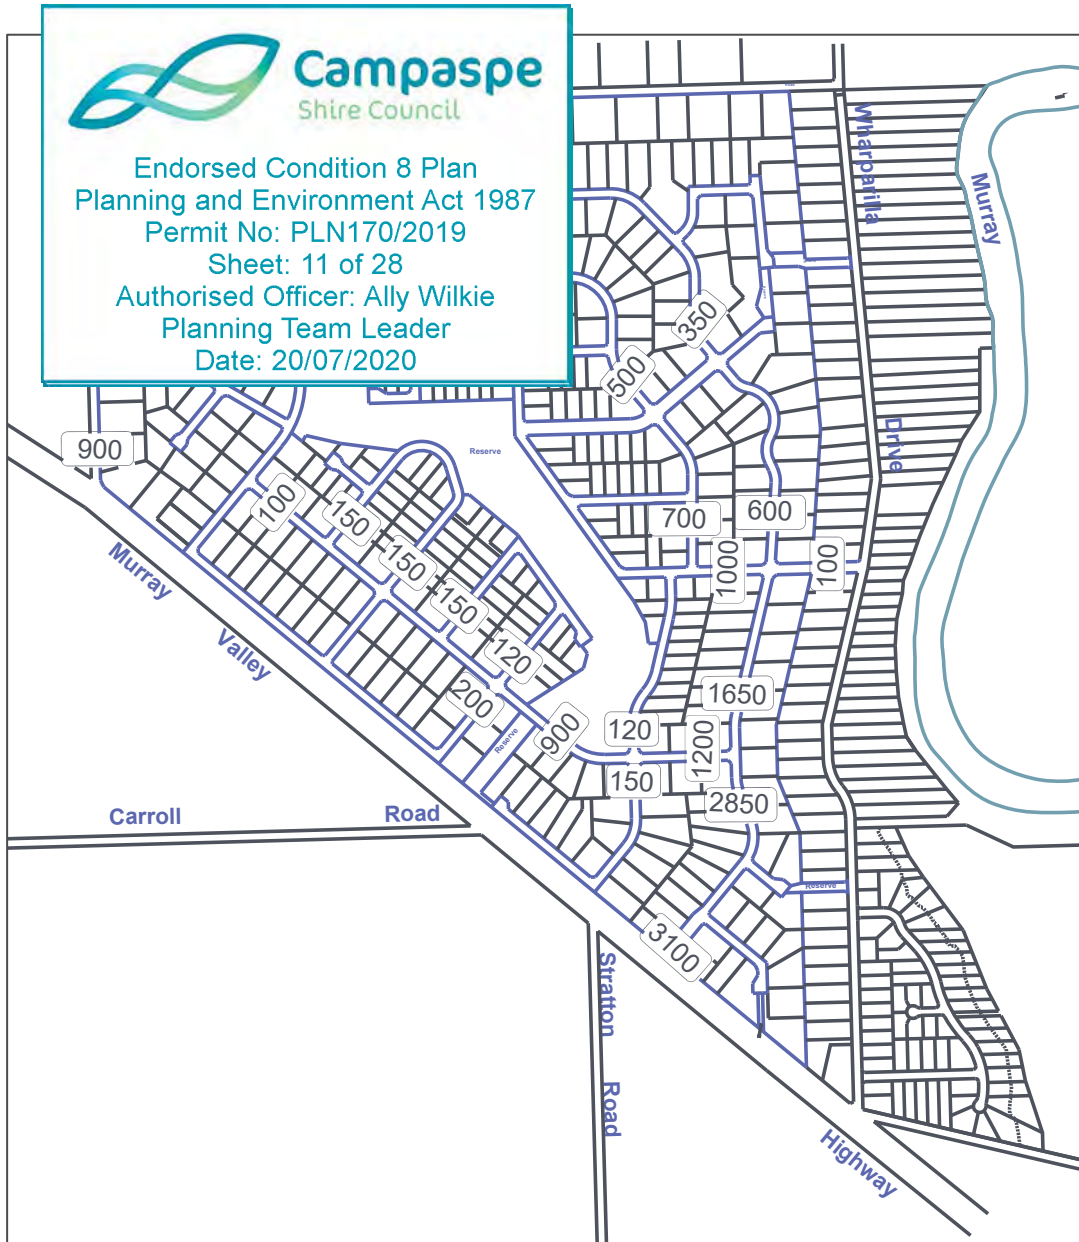 Campaspe
Shire Council
Endorsed Condition 8 Plan
Planning and Environment Act 1987
Permit No: PLN170/2019
Sheet: 11 of 28
Authorised Officer: Ally Wilkie
Planning Team Leader
Date: 20/07/2020
Wharparilla
Drive
Murray
350
500
900
Reserve
100
150
700
600
150
1000
100
150
120
200
1650
900
120
1200
150
2850
Reserve
Murray
Valley
Highway
Carroll
Road
3100
Reserve
Stratton
Road